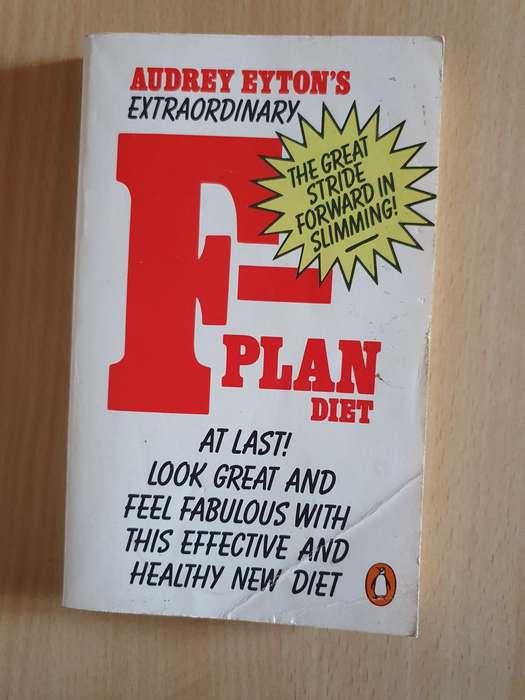 AUDREY EYTON'S
EXTRAORDINARY
F-
THE GREAT
STRIDE
FORWARD IN
SLIMMING!
PLAN
DIET
AT LAST!
LOOK GREAT AND
FEEL FABULOUS WITH
THIS EFFECTIVE AND
HEALTHY NEW DIET